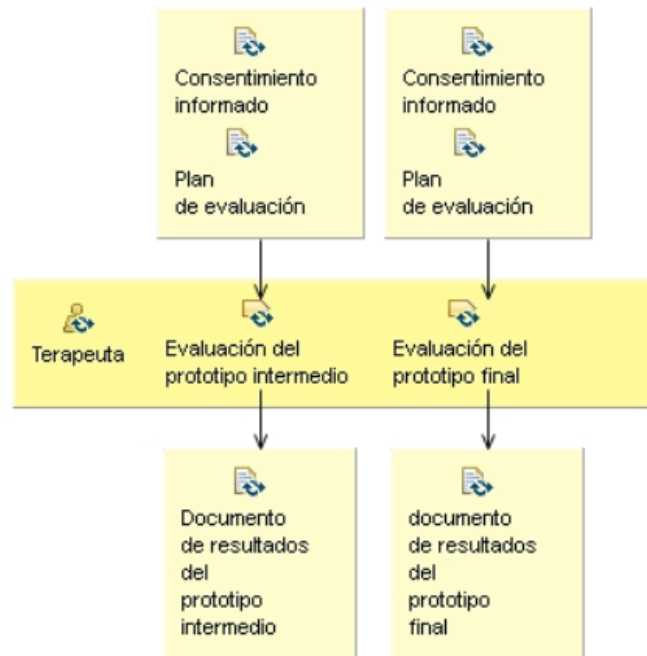 Consentimiento
informado
Plan
de evaluación
Consentimiento
informado
Plan
de evaluación
Terapeuta
Evaluación del
prototipo intermedio
Evaluación del
prototipo final
Documento
de resultados
del
prototipo
intermedio
documento
de resultados
del
prototipo
final